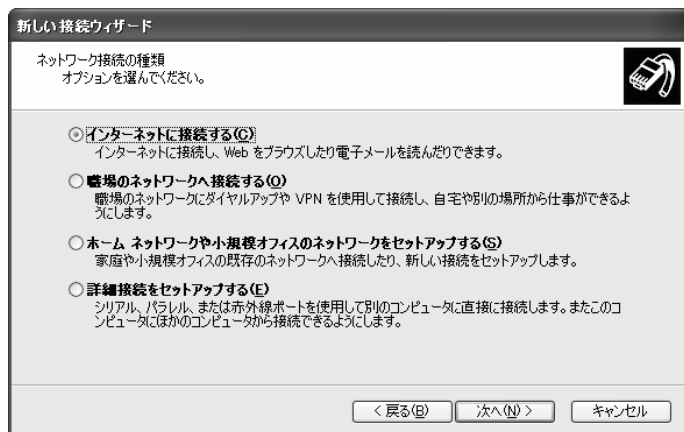 新しい接続ウィザード
ネットワーク接続の種類
オプションを選んでください。
インターネットに接続する(C)
インターネットに接続し、Web をブラウズしたり電子メールを読んだりできます。
職場のネットワークへ接続する(O)
職場のネットワークにダイヤルアップや VPN を使用して接続し、自宅や別の場所から仕事ができるよ
うにします。
ホーム ネットワークや小規模オフィスのネットワークをセットアップする(S)
家庭や小規模オフィスの既存のネットワークへ接続したり、新しい接続をセットアップします。
詳細接続をセットアップする(E)
シリアル、パラレル、または赤外線ポートを使用して別のコンピュータに直接に接続します。またこのコ
ンピュータにほかのコンピュータから接続できるようにします。
< 戻る(B) 次へ(N) > キャンセル